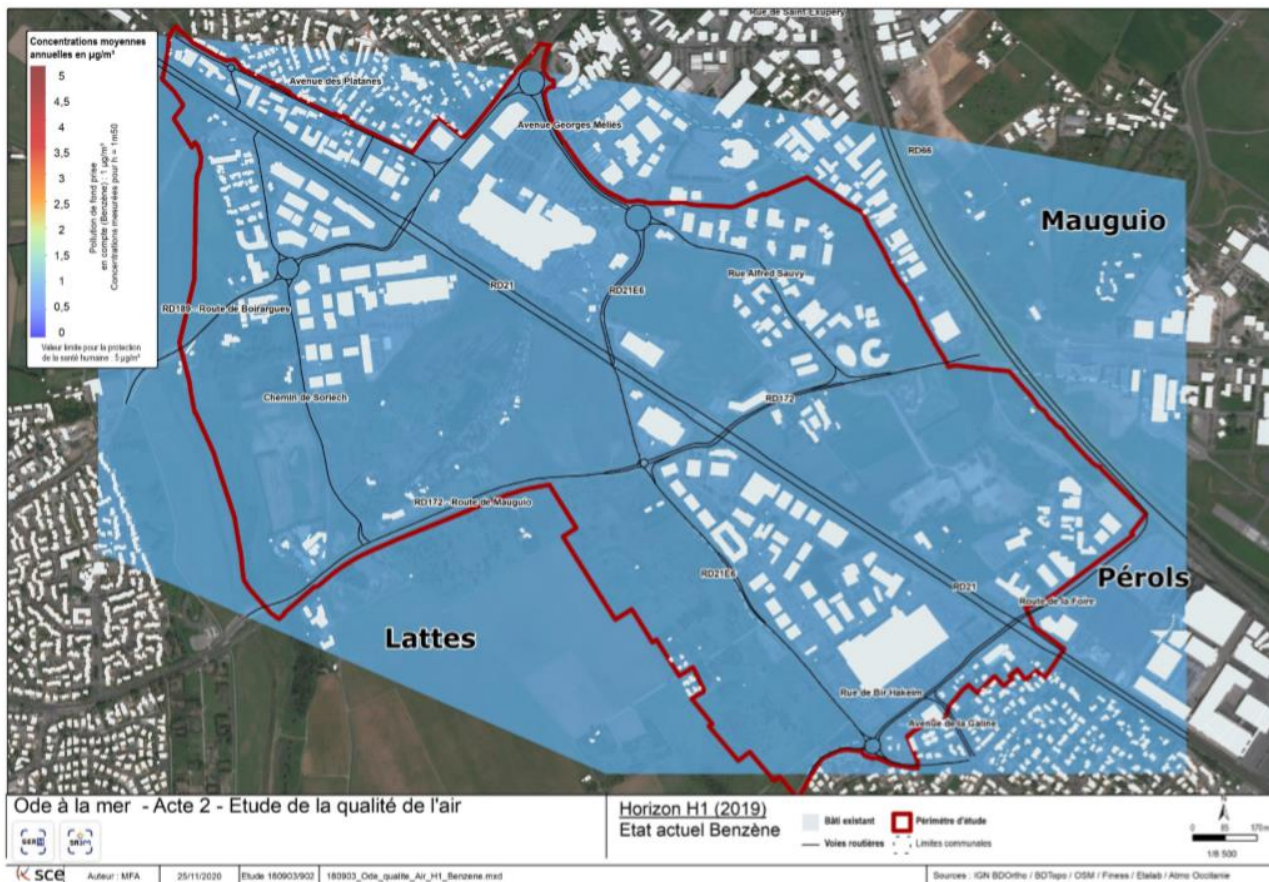 Rue de Saint-Exupéry
Concentrations moyennes
annuelles en µg/m³
5
4,5
4
3,5
3
2,5
2
1,5
1
0,5
0
Pollution de fond prise
en compte (Benzène) : 1 µg/m³
Concentrations mesurées pour h = 1m50
Valeur limite pour la protection
de la santé humaine : 5 µg/m³
Avenue des Platanes
Avenue Georges Méliès
RD66
Mauguio
Rue Alfred Sauvy
RD21E6
RD21
RD189 - Route de Boirargues
Chemin de Soriech
RD172
RD172 - Route de Mauguio
RD21E6
RD21
Pérols
Route de la Foire
Lattes
Rue de Bir-Hakeim
Avenue de la Galine
Ode à la mer - Acte 2 - Etude de la qualité de l'air
SA3M
Horizon H1 (2019)
Etat actuel Benzène
Bâti existant
Périmètre d'étude
Voies routières
Limites communales
N
0 85 170 m
1/8 500
sce
Auteur : MFA
25/11/2020
Etude 180903/902
180903_Ode_qualite_Air_H1_Benzene.mxd
Sources : IGN BDOrtho / BDTopo / OSM / Finess / Etalab / Atmo Occitanie